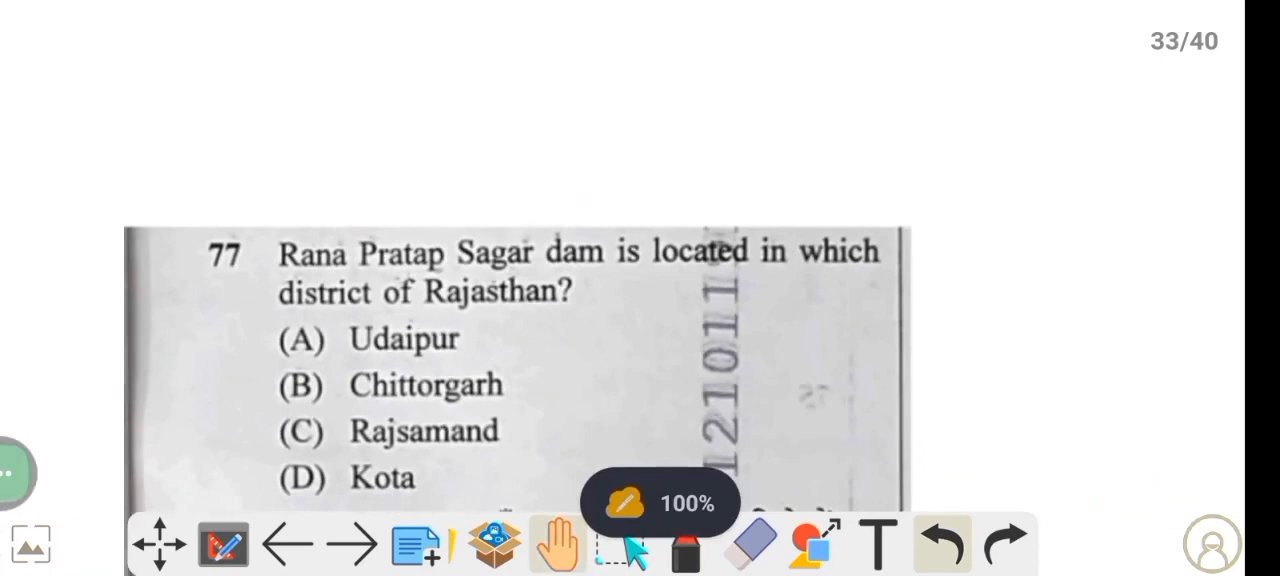 33/40
77 Rana Pratap Sagar dam is located in which
district of Rajasthan?
(A) Udaipur
(B) Chittorgarh
(C) Rajsamand
(D) Kota
121011
100%
T